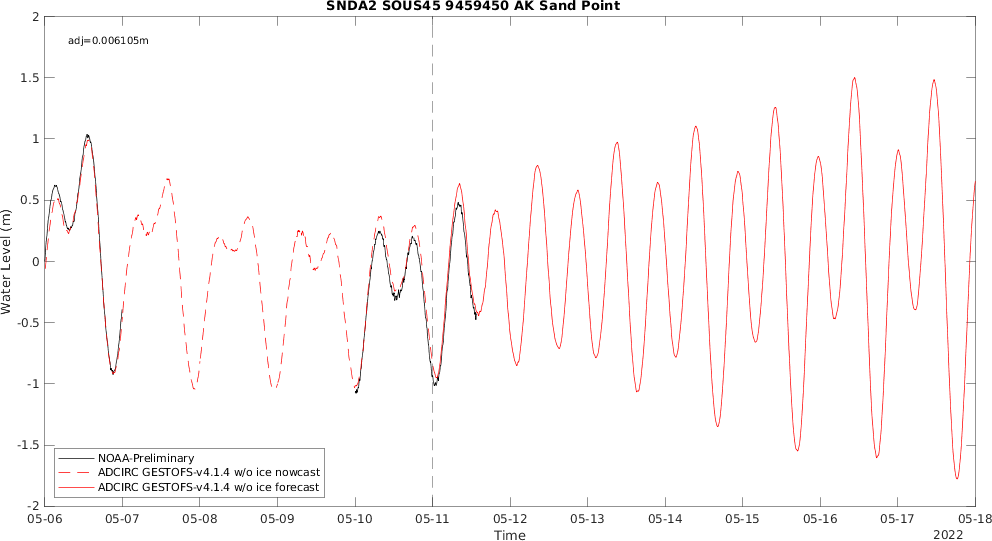 SNDA2 SOUS45 9459450 AK Sand Point
adj=0.006105m
Water Level (m)
2
1.5
1
0.5
0
-0.5
-1
-1.5
-2
NOAA-Preliminary
ADCIRC GESTOFS-v4.1.4 w/o ice nowcast
ADCIRC GESTOFS-v4.1.4 w/o ice forecast
05-06 05-07 05-08 05-09 05-10 05-11 05-12 05-13 05-14 05-15 05-16 05-17 05-18
Time
2022